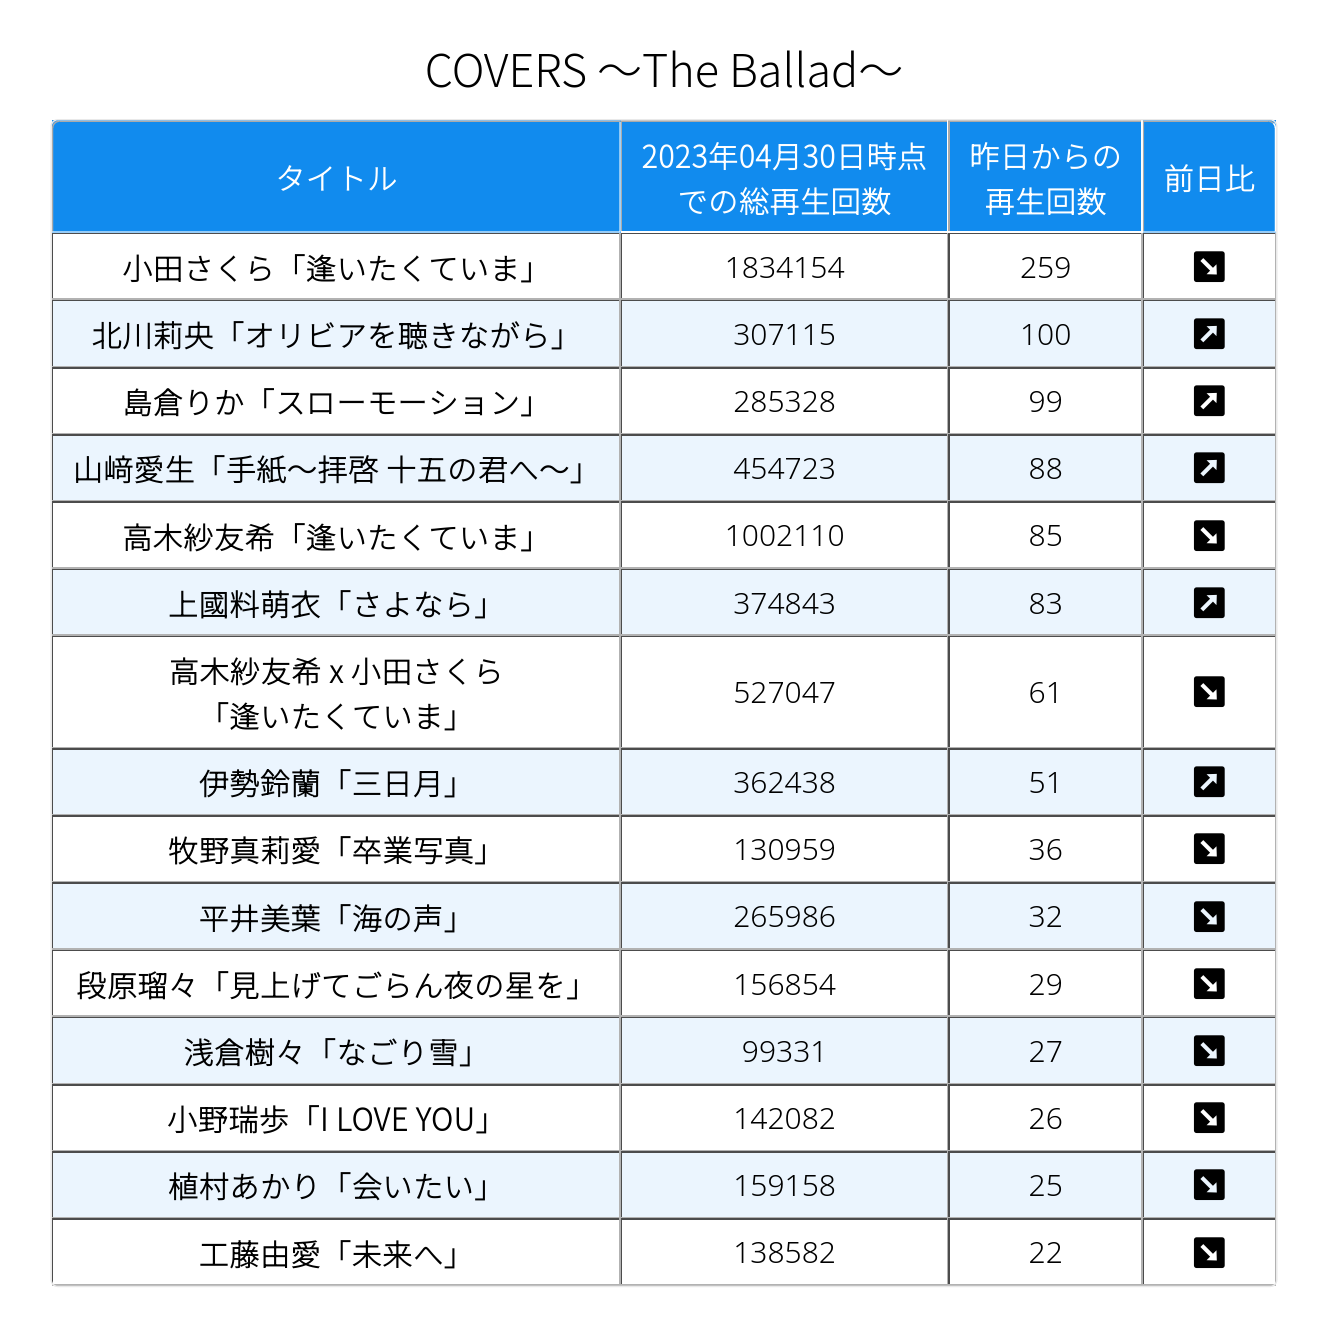 COVERS ～The Ballad～
タイトル
2023年04月30日時点
での総再生回数
昨日からの
再生回数
前日比
小田さくら「逢いたくていま」 1834154 259 ↘
北川莉央「オリビアを聴きながら」 307115 100 ↗
島倉りか「スローモーション」 285328 99 ↗
山﨑愛生「手紙～拝啓 十五の君へ～」 454723 88 ↗
高木紗友希「逢いたくていま」 1002110 85 ↘
上國料萌衣「さよなら」 374843 83 ↗
高木紗友希 x 小田さくら
「逢いたくていま」 527047 61 ↘
伊勢鈴蘭「三日月」 362438 51 ↗
牧野真莉愛「卒業写真」 130959 36 ↘
平井美葉「海の声」 265986 32 ↘
段原瑠々「見上げてごらん夜の星を」 156854 29 ↘
浅倉樹々「なごり雪」 99331 27 ↘
小野瑞歩「I LOVE YOU」 142082 26 ↘
植村あかり「会いたい」 159158 25 ↘
工藤由愛「未来へ」 138582 22 ↘